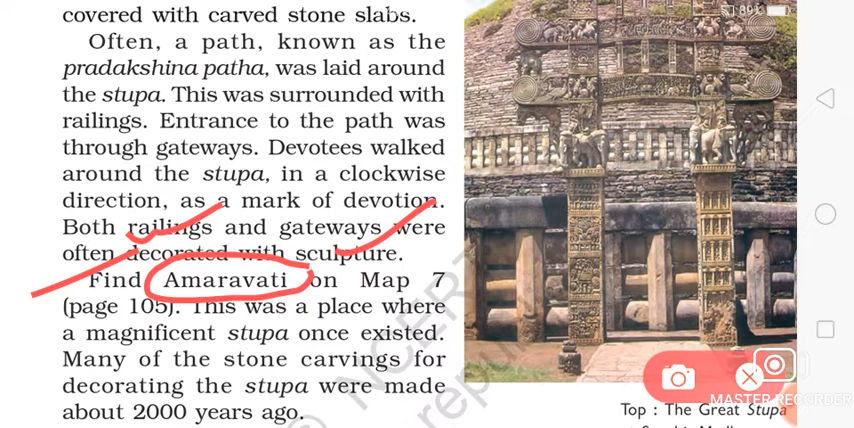 covered with carved stone slabs.
Often, a path, known as the
pradakshina patha, was laid around
the stupa. This was surrounded with
railings. Entrance to the path was
through gateways. Devotees walked
around the stupa, in a clockwise
direction, as a mark of devotion.
Both railings and gateways were
often decorated with sculpture.
Find Amaravati on Map 7
(page 105). This was a place where
a magnificent stupa once existed.
Many of the stone carvings for
decorating the stupa were made
about 2000 years ago.
89%
© NCERT
republi
MASTER RECORDER
Top : The Great Stupa